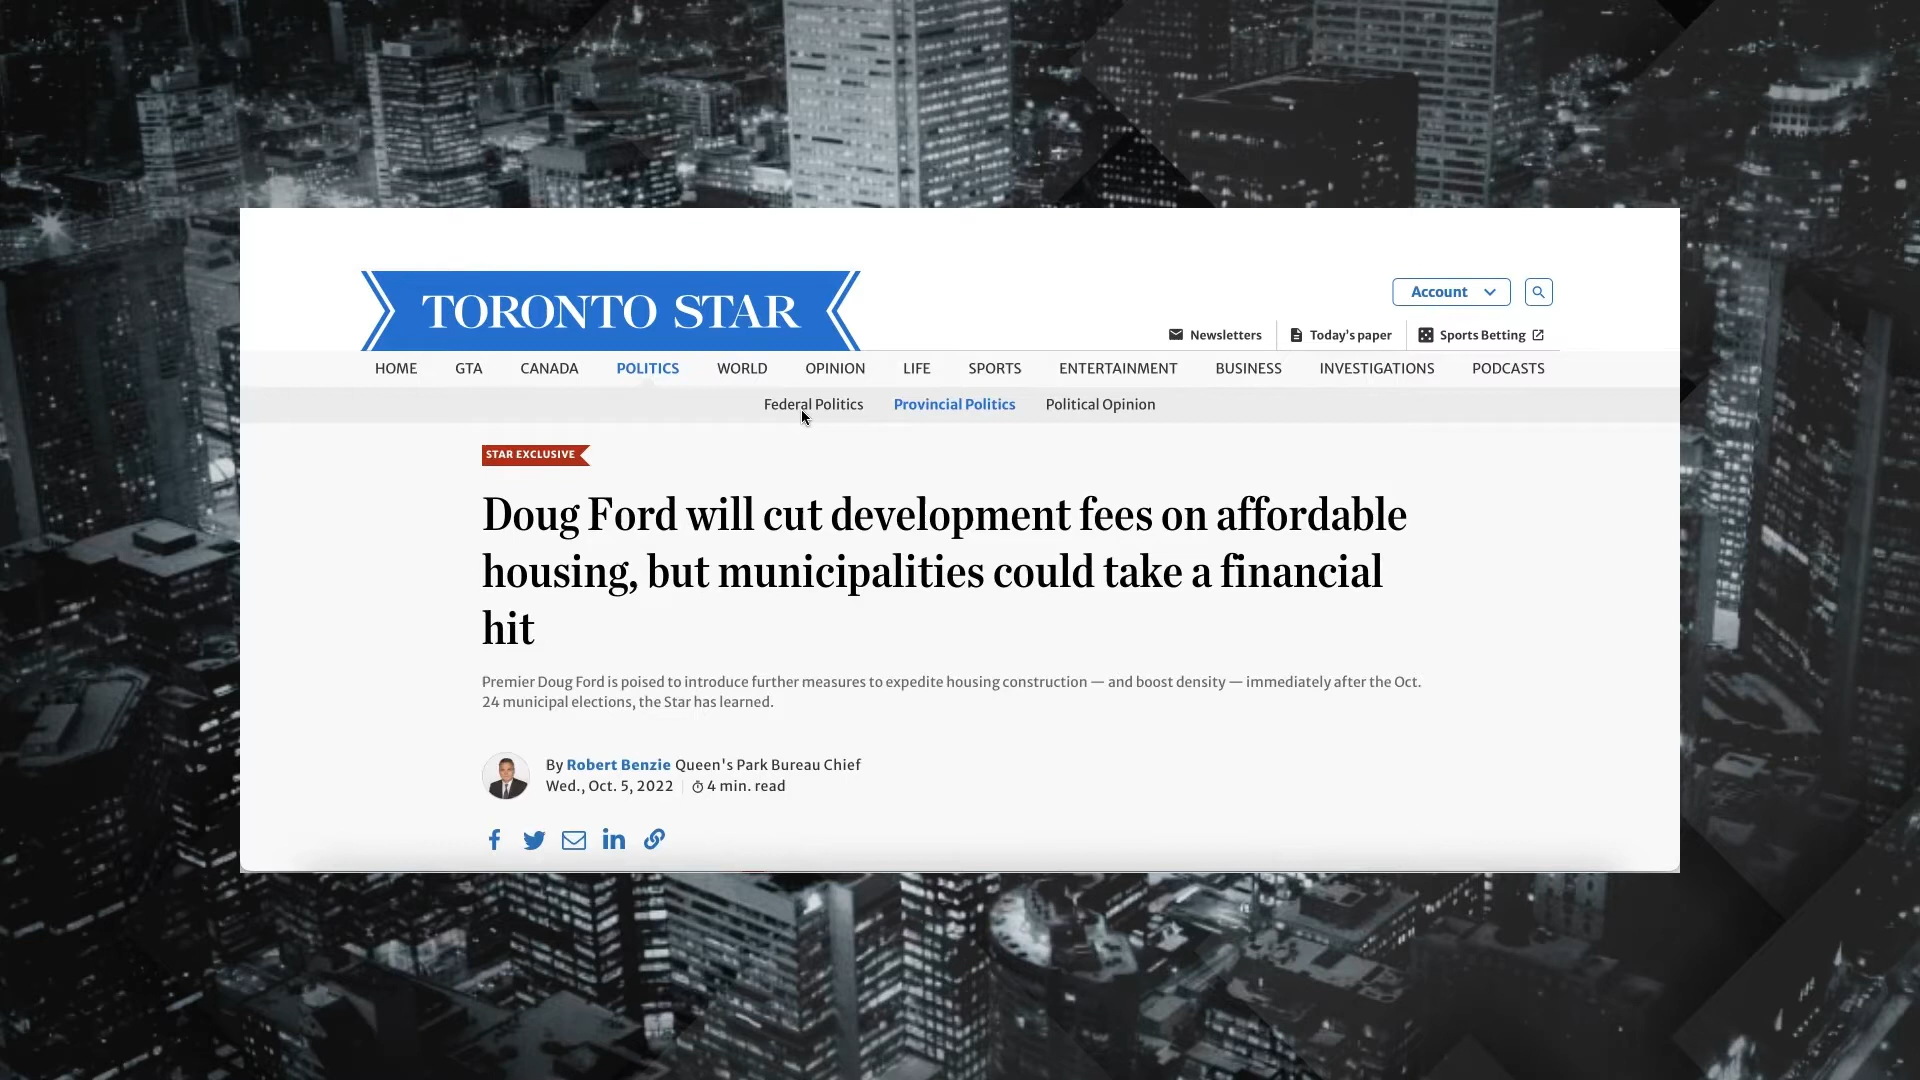 TORONTO STAR
Account
Newsletters
Today's paper
Sports Betting
HOME GTA CANADA POLITICS WORLD OPINION LIFE SPORTS ENTERTAINMENT BUSINESS INVESTIGATIONS PODCASTS
Federal Politics Provincial Politics Political Opinion
STAR EXCLUSIVE
Doug Ford will cut development fees on affordable
housing, but municipalities could take a financial
hit
Premier Doug Ford is poised to introduce further measures to expedite housing construction — and boost density — immediately after the Oct.
24 municipal elections, the Star has learned.
By Robert Benzie Queen's Park Bureau Chief
Wed., Oct. 5, 2022 4 min. read